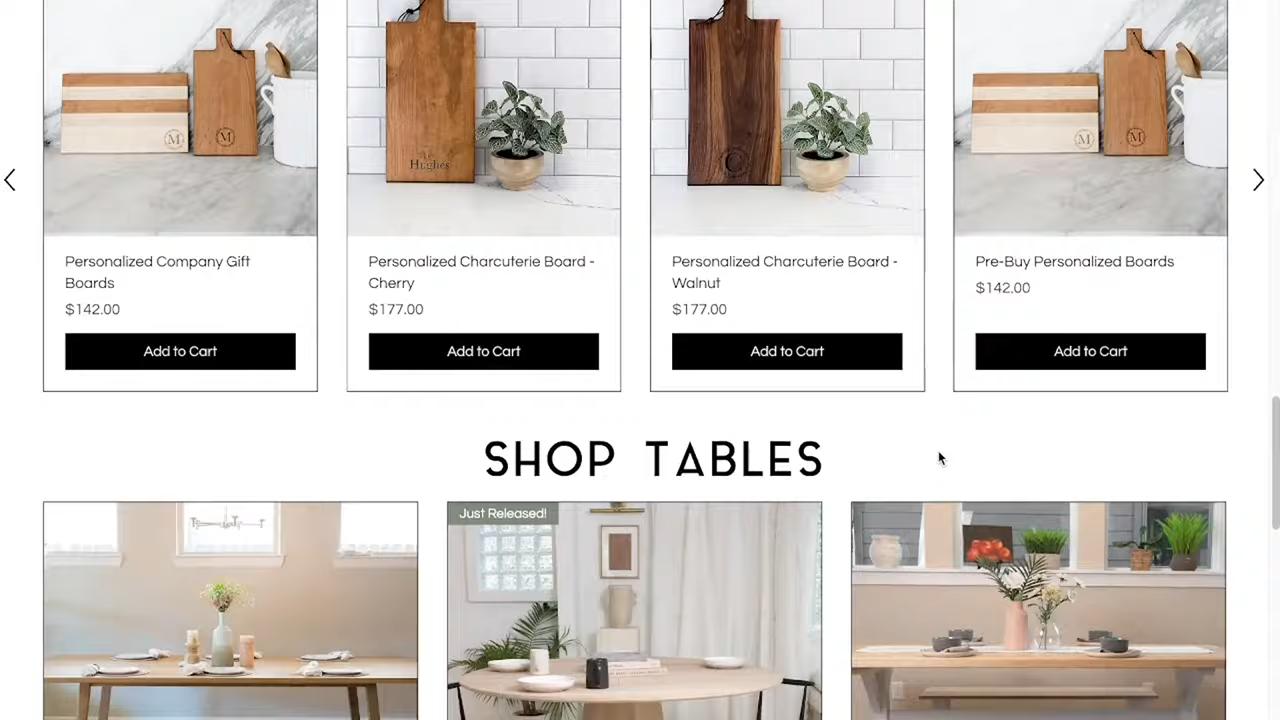 M
M
Hughes
C
M
M
Personalized Company Gift
Boards
$142.00
Add to Cart
Personalized Charcuterie Board -
Cherry
$177.00
Add to Cart
Personalized Charcuterie Board -
Walnut
$177.00
Add to Cart
Pre-Buy Personalized Boards
$142.00
Add to Cart
SHOP TABLES
Just Released!